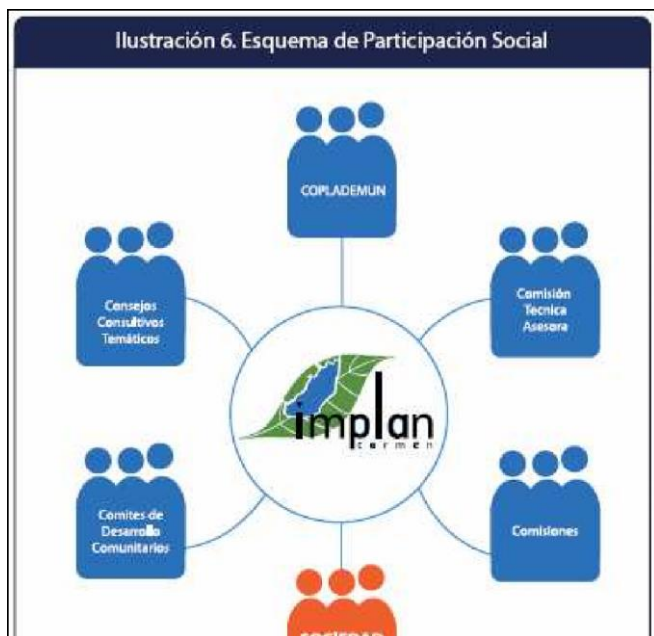 Ilustración 6. Esquema de Participación Social
COPLADEMUN
Consejos
Consultivos
Temáticos
Comisión
Tecnica
Asesora
implan
carmen
Comites de
Desarrollo
Comunitarios
Comisiones
SOCIEDAD